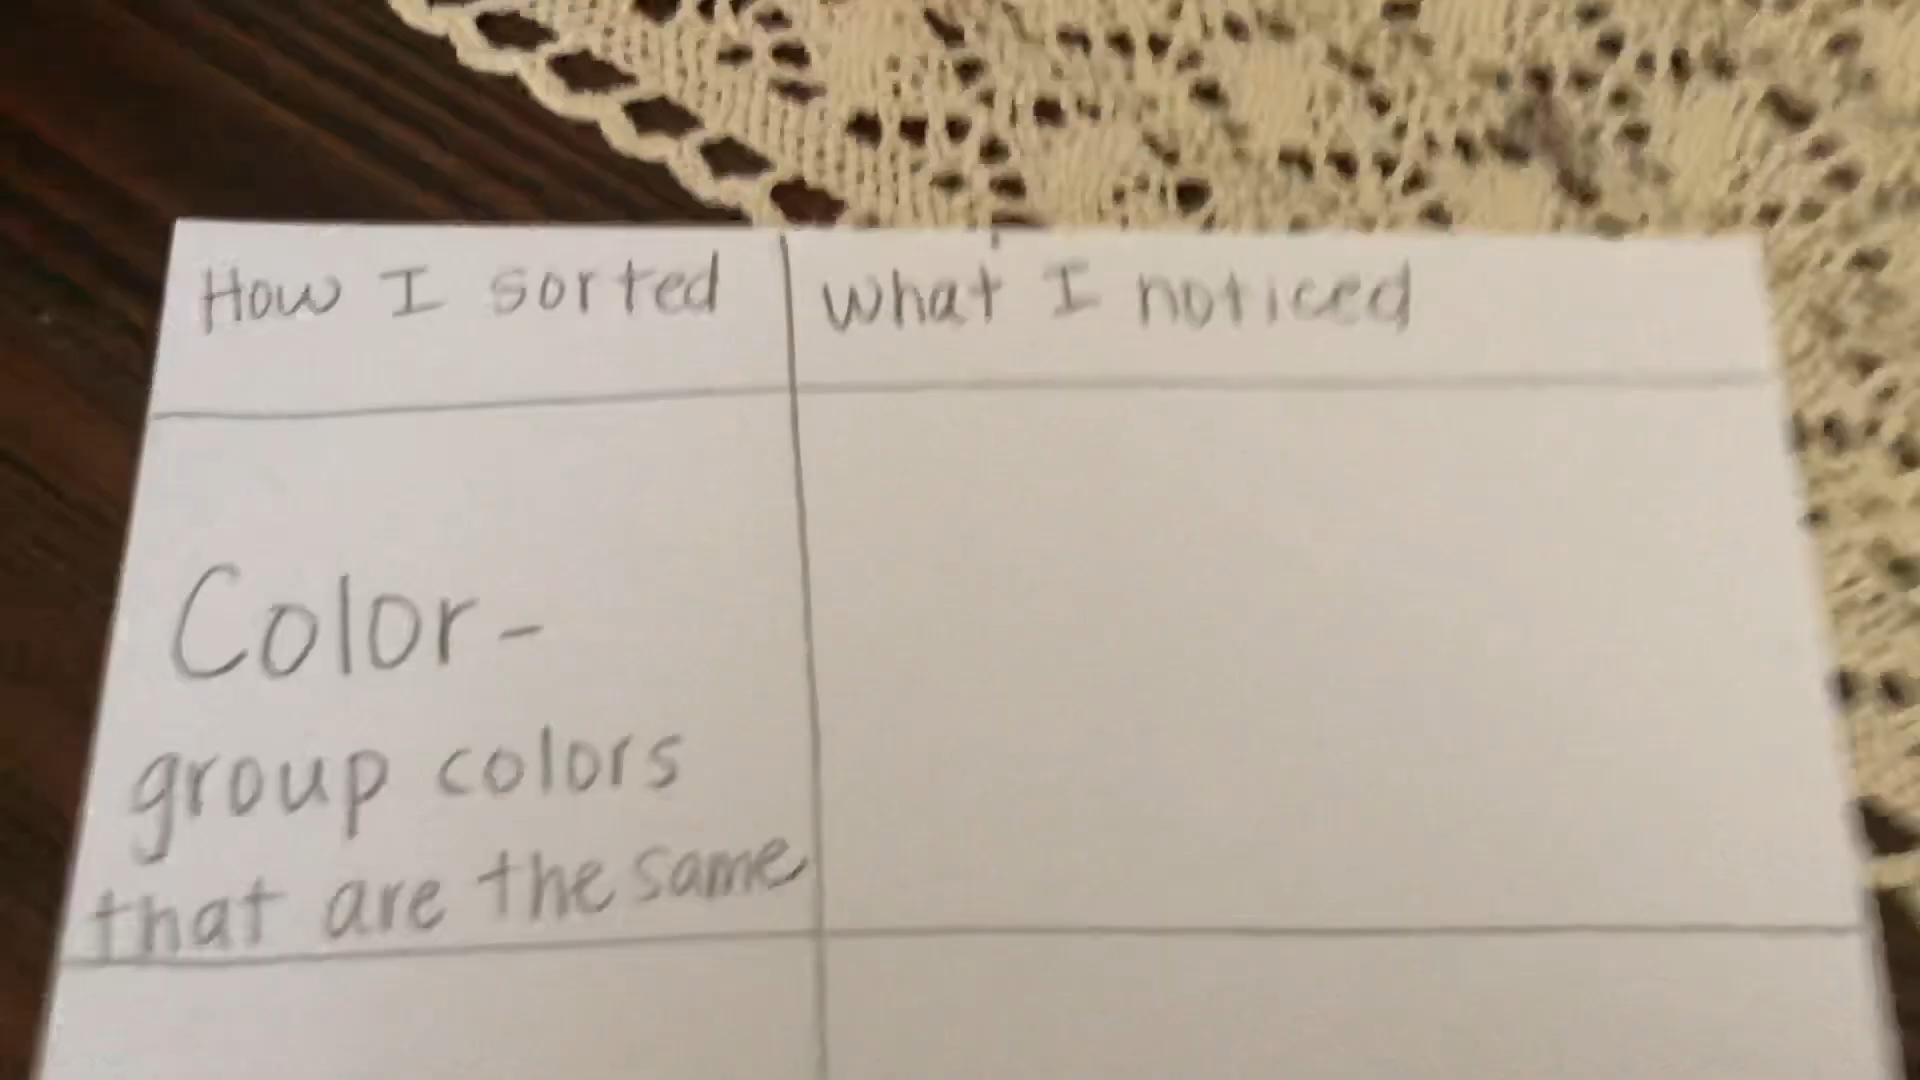 How I sorted
What I noticed
Color-
group colors
that are the same